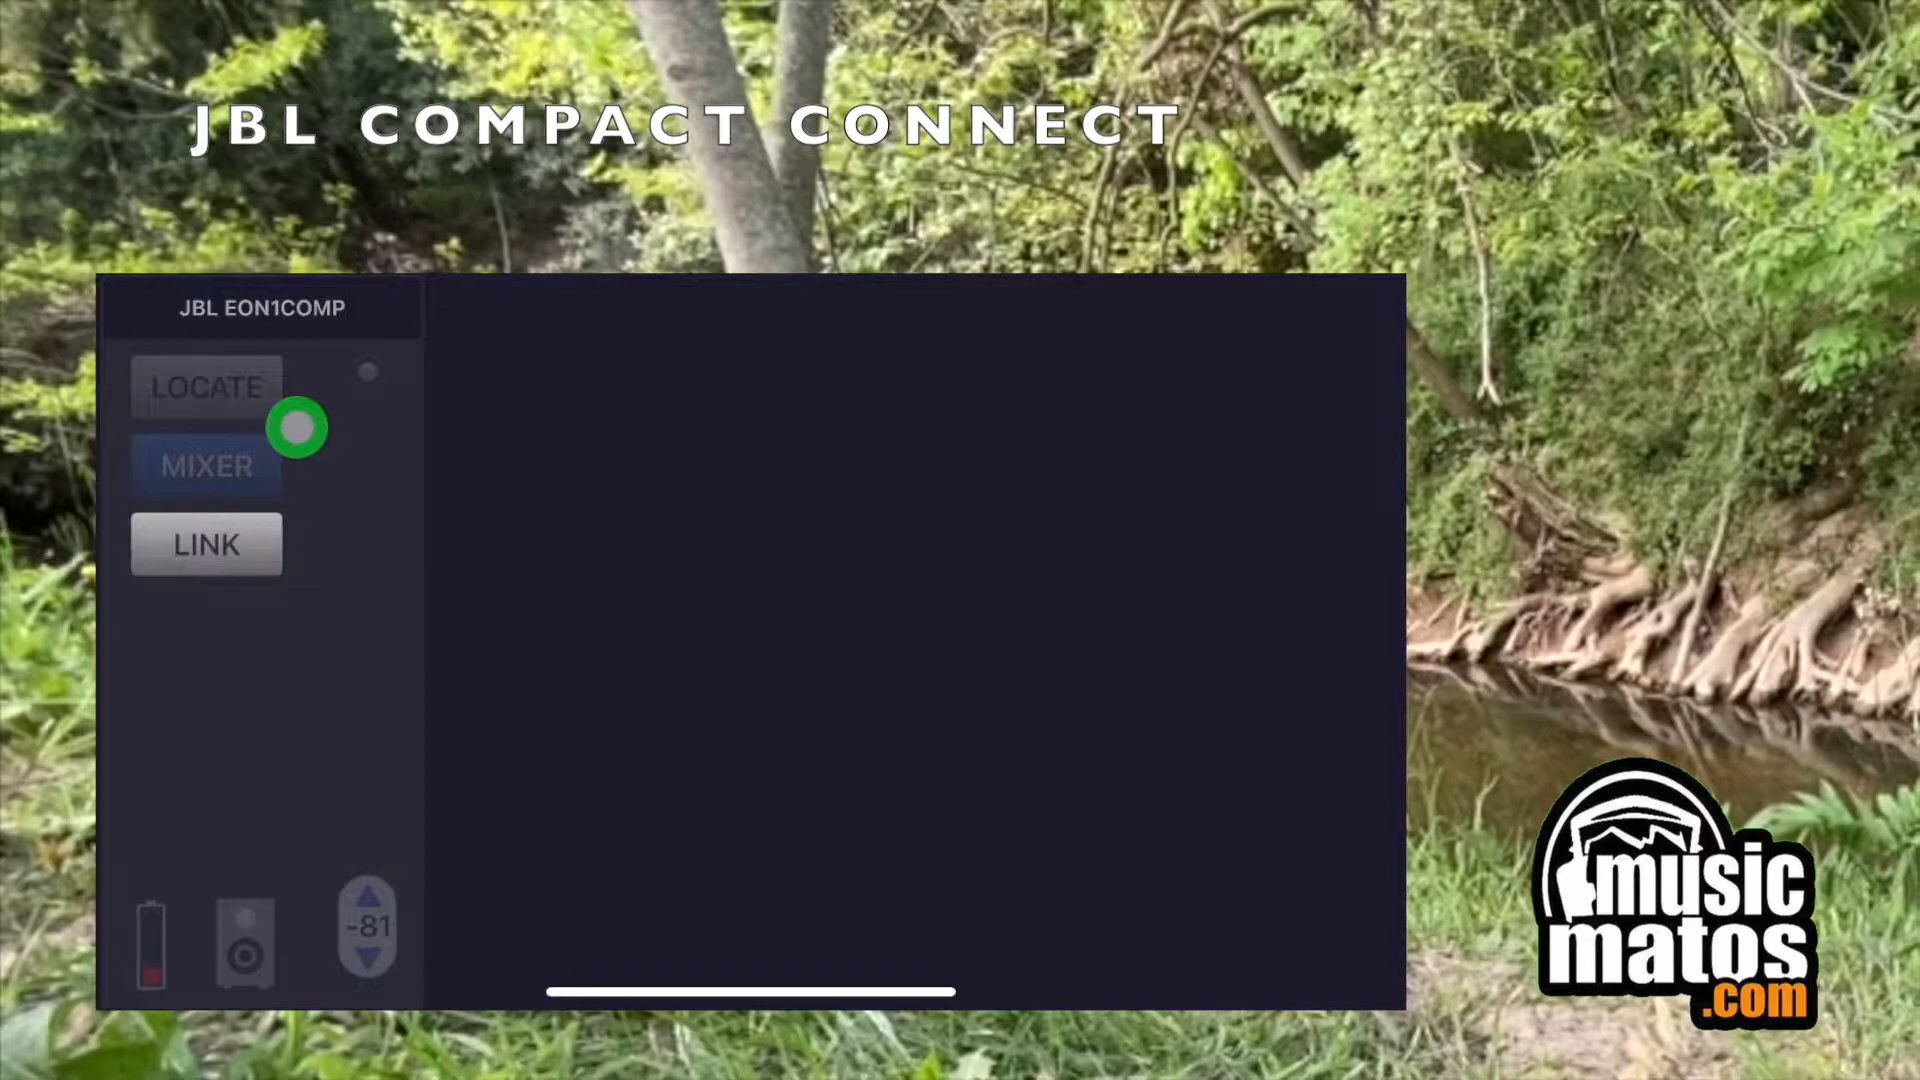 JBL COMPACT CONNECT
JBL EON1COMP
LOCATE
MIXER
LINK
-81
music
matos
.com